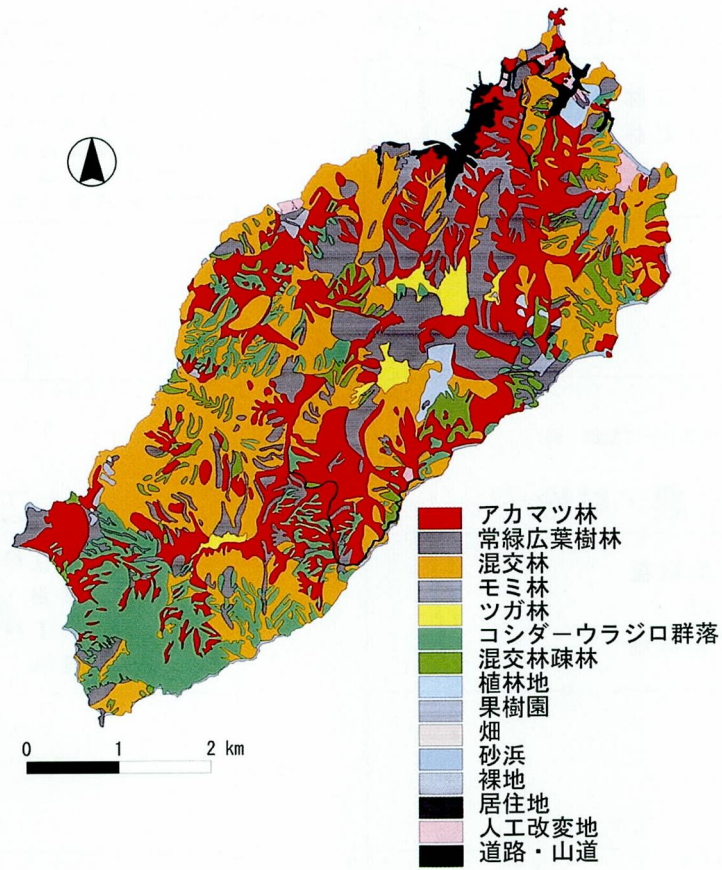 アカマツ林
常緑広葉樹林
混交林
モミ林
ツガ林
コシダーウラジロ群落
混交林疎林
植林地
果樹園
畑
砂浜
裸地
居住地
人工改変地
道路・山道
0 1 2 km